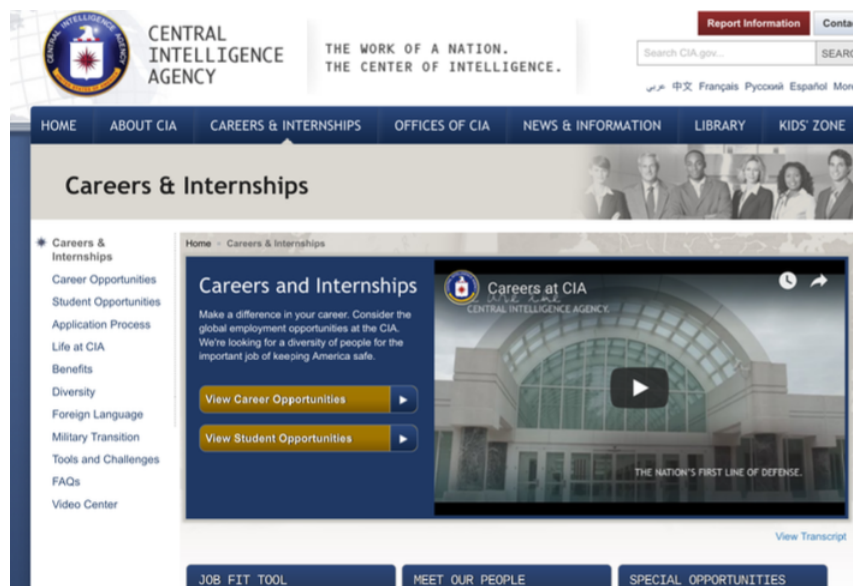 CENTRAL
INTELLIGENCE
AGENCY
THE WORK OF A NATION.
THE CENTER OF INTELLIGENCE.
Report Information
Search CIA.gov...
عربي 中文 Français Русский Español
HOME ABOUT CIA CAREERS & INTERNSHIPS OFFICES OF CIA NEWS & INFORMATION LIBRARY KIDS' ZONE
Careers & Internships
Careers &
Internships
Career Opportunities
Student Opportunities
Application Process
Life at CIA
Benefits
Diversity
Foreign Language
Military Transition
Tools and Challenges
FAQs
Video Center
Home Careers & Internships
Careers and Internships
Make a difference in your career. Consider the
global employment opportunities at the CIA.
We're looking for a diversity of people for the
important job of keeping America safe.
View Career Opportunities
View Student Opportunities
Careers at CIA
CENTRAL INTELLIGENCE AGENCY.
THE NATION'S FIRST LINE OF DEFENSE.
View Transcript
JOB FIT TOOL
MEET OUR PEOPLE
SPECIAL OPPORTUNITIES